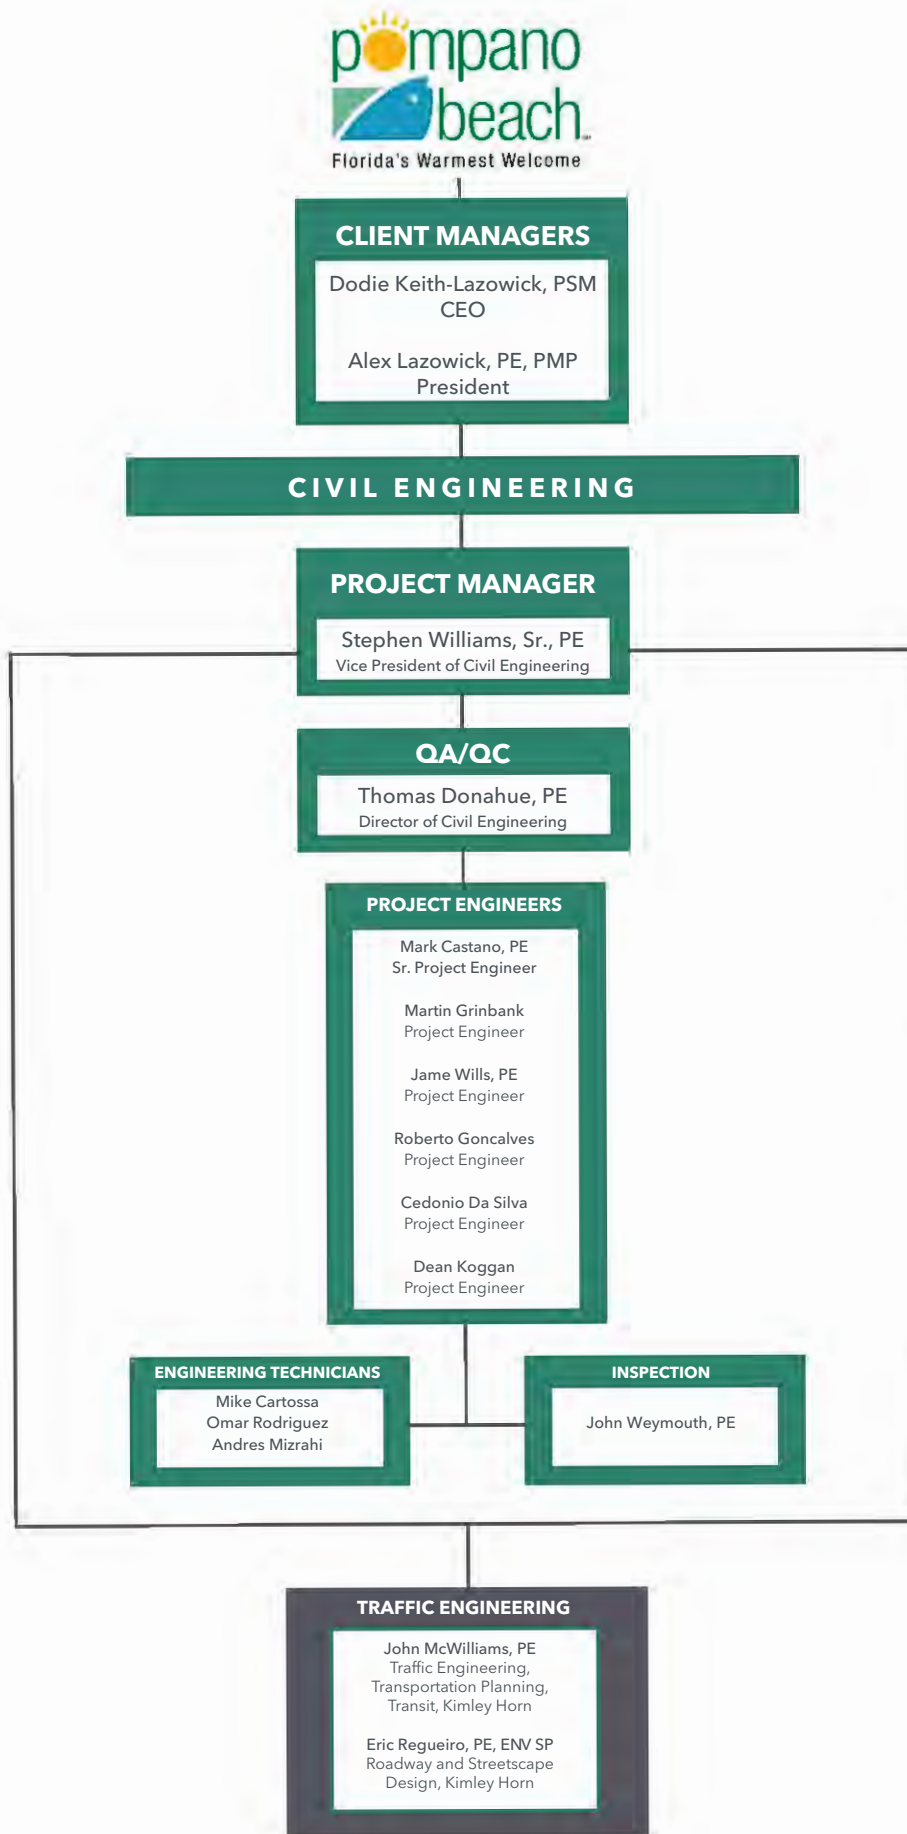 pompano
beach
Florida's Warmest Welcome
CLIENT MANAGERS
Dodie Keith-Lazowick, PSM
CEO
Alex Lazowick, PE, PMP
President
CIVIL ENGINEERING
PROJECT MANAGER
Stephen Williams, Sr., PE
Vice President of Civil Engineering
QA/QC
Thomas Donahue, PE
Director of Civil Engineering
PROJECT ENGINEERS
Mark Castano, PE
Sr. Project Engineer
Martin Grinbank
Project Engineer
Jame Wills, PE
Project Engineer
Roberto Goncalves
Project Engineer
Cedonio Da Silva
Project Engineer
Dean Koggan
Project Engineer
ENGINEERING TECHNICIANS
Mike Cartossa
Omar Rodriguez
Andres Mizrahi
INSPECTION
John Weymouth, PE
TRAFFIC ENGINEERING
John McWilliams, PE
Traffic Engineering,
Transportation Planning,
Transit, Kimley Horn
Eric Regueiro, PE, ENV SP
Roadway and Streetscape
Design, Kimley Horn